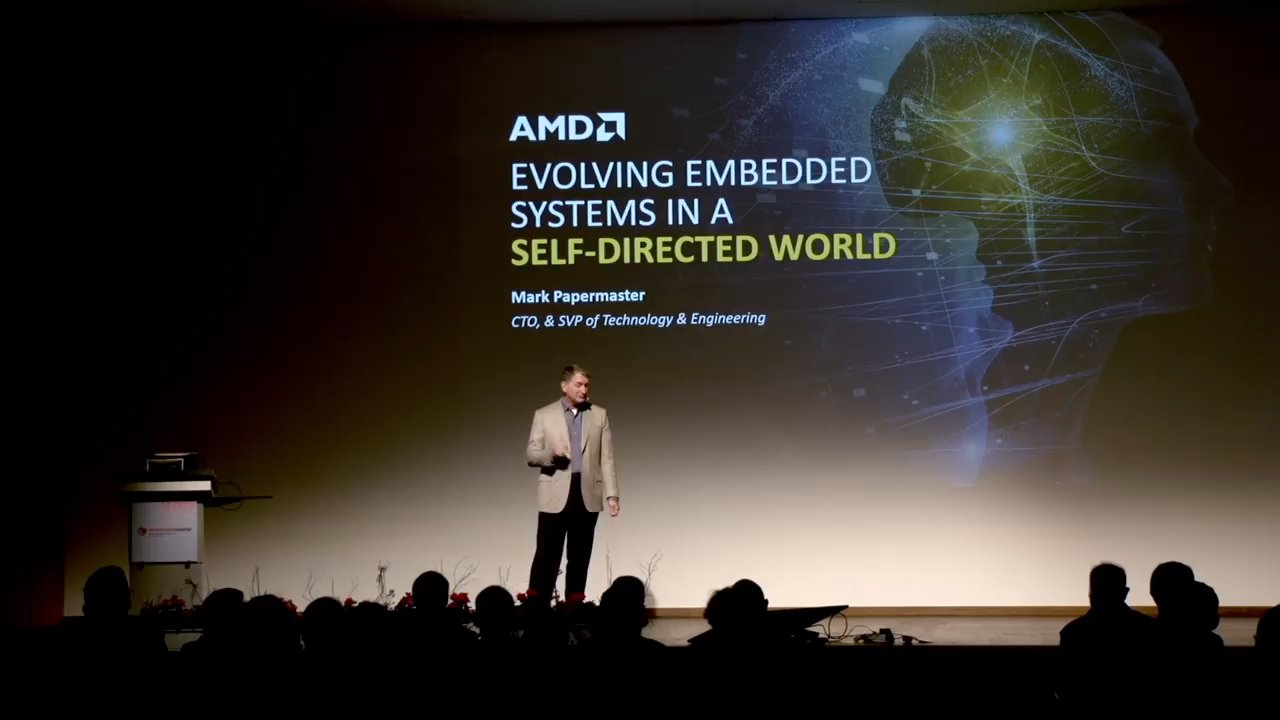 AMD
EVOLVING EMBEDDED
SYSTEMS IN A
SELF-DIRECTED WORLD
Mark Papermaster
CTO, & SVP of Technology & Engineering